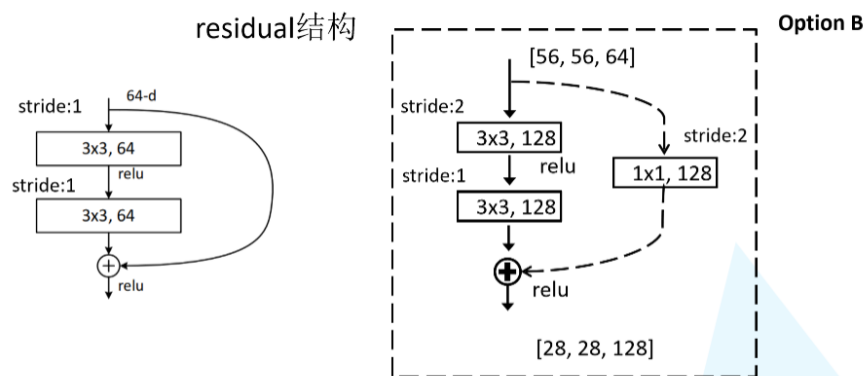 residual结构
64-d
stride:1
3x3, 64
relu
stride:1
3x3, 64
relu
Option B
[56, 56, 64]
stride:2
3x3, 128
relu
stride:2
1x1, 128
stride:1
3x3, 128
relu
[28, 28, 128]